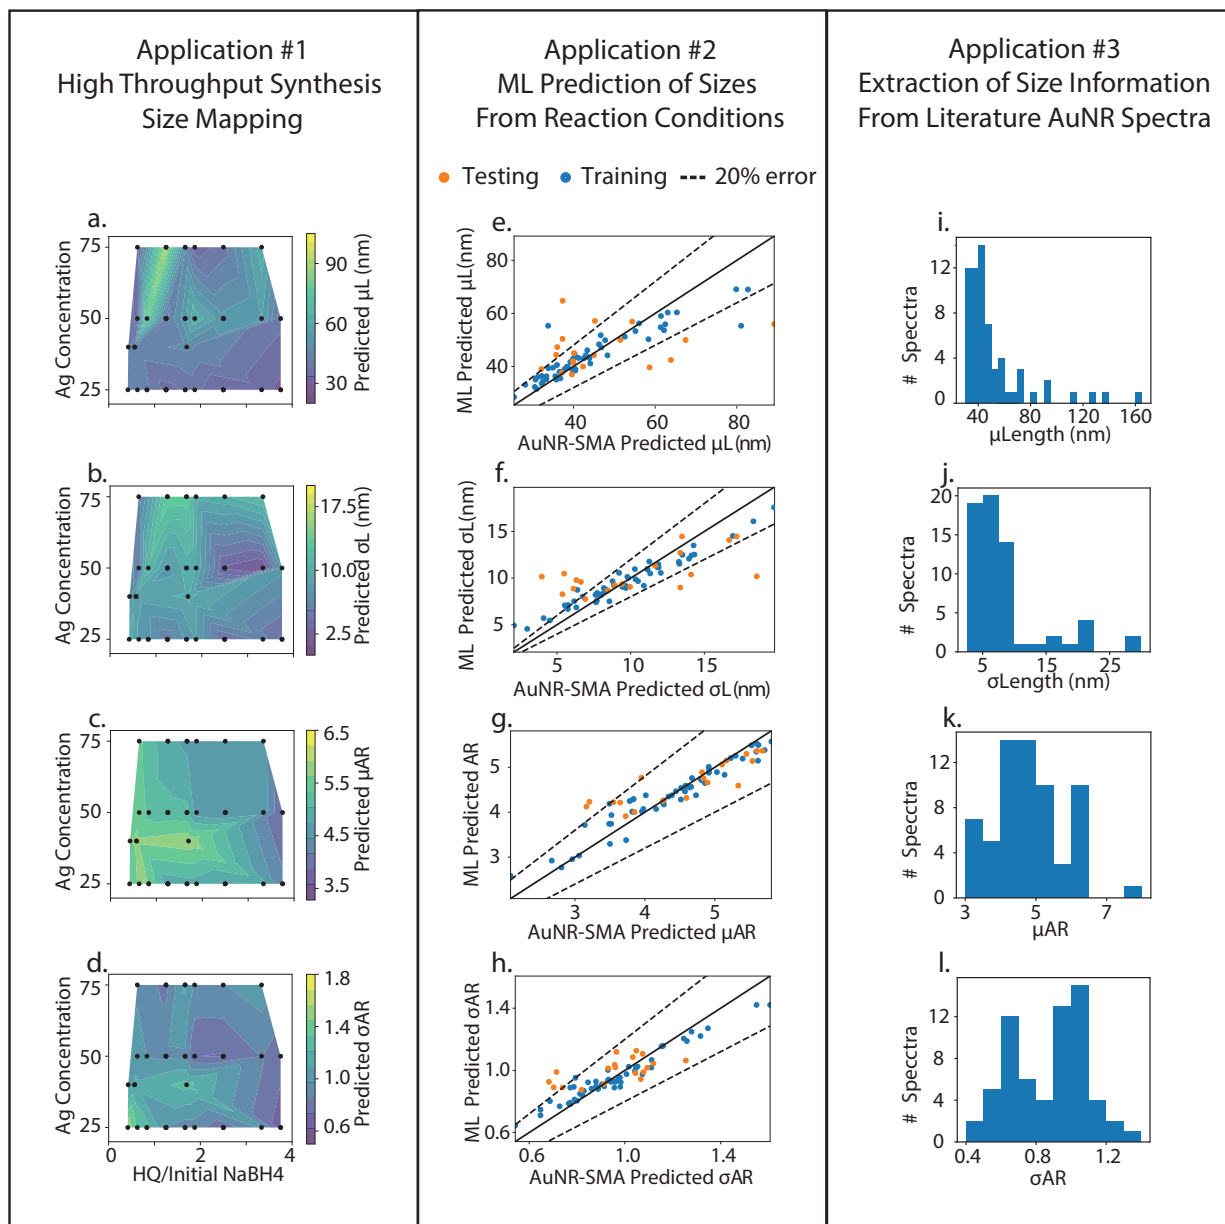 Application #1
High Throughput Synthesis
Size Mapping
a.
75
50
25
Ag Concentration
90
60
30
Predicted μL (nm)
b.
75
50
25
Ag Concentration
17.5
10.0
2.5
Predicted σL (nm)
c.
75
50
25
Ag Concentration
6.5
5.5
4.5
3.5
Predicted μAR
d.
75
50
25
Ag Concentration
0 2 4
HQ/Initial NaBH4
1.8
1.4
1.0
0.6
Predicted σAR
Application #2
ML Prediction of Sizes
From Reaction Conditions
Testing Training 20% error
e.
80
60
40
ML Predicted μL(nm)
40 60 80
AuNR-SMA Predicted μL(nm)
f.
15
10
5
ML Predicted σL(nm)
5 10 15
AuNR-SMA Predicted σL(nm)
g.
5
4
3
ML Predicted AR
3 4 5
AuNR-SMA Predicted μAR
h.
1.4
1.0
0.6
ML Predicted σAR
0.6 1.0 1.4
AuNR-SMA Predicted σAR
Application #3
Extraction of Size Information
From Literature AuNR Spectra
i.
12
8
4
0
# Specctra
40 80 120 160
μLength (nm)
j.
20
15
10
5
0
# Specctra
5 15 25
σLength (nm)
k.
12
8
4
0
# Specctra
3 5 7
μAR
l.
15
10
5
0
# Specctra
0.4 0.8 1.2
σAR